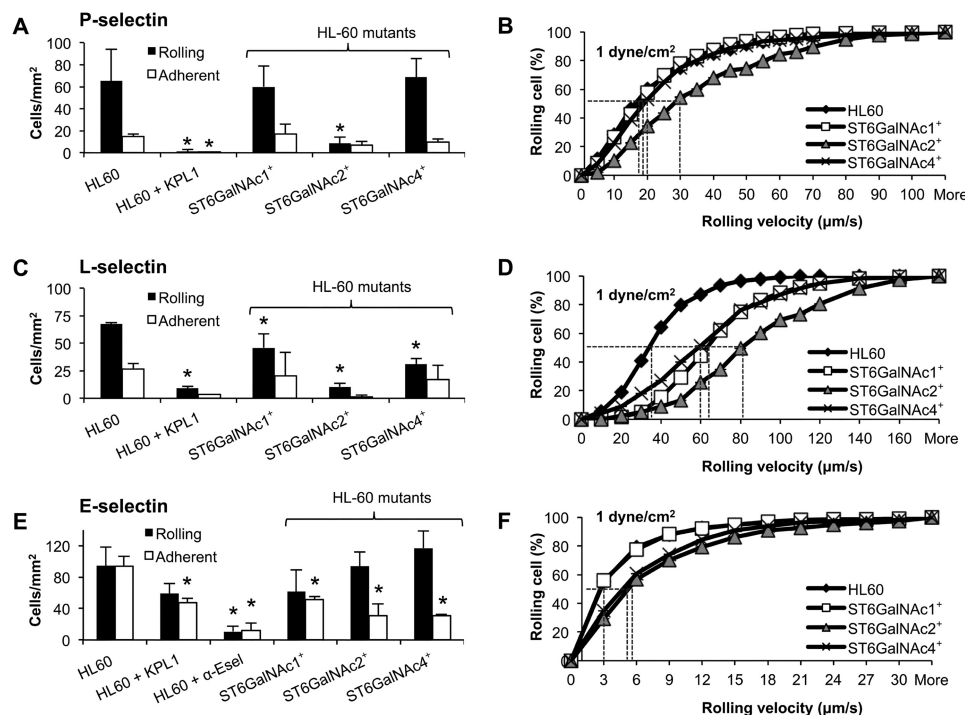 A P-selectin
HL-60 mutants
Rolling
Adherent
Cells/mm²
100
80
60
40
20
0
* * *
HL60
HL60 + KPL1
ST6GalNAc1⁺
ST6GalNAc2⁺
ST6GalNAc4⁺
B
1 dyne/cm²
Rolling cell (%)
100
80
60
40
20
0
HL60
ST6GalNAc1⁺
ST6GalNAc2⁺
ST6GalNAc4⁺
0 10 20 30 40 50 60 70 80 100 More
Rolling velocity (µm/s)
C L-selectin
HL-60 mutants
Rolling
Adherent
Cells/mm²
100
75
50
25
0
* * * *
HL60
HL60 + KPL1
ST6GalNAc1⁺
ST6GalNAc2⁺
ST6GalNAc4⁺
D
1 dyne/cm²
Rolling cell (%)
100
80
60
40
20
0
HL60
ST6GalNAc1⁺
ST6GalNAc2⁺
ST6GalNAc4⁺
0 20 40 60 80 100 120 160 More
Rolling velocity (µm/s)
E E-selectin
HL-60 mutants
Rolling
Adherent
Cells/mm²
120
80
40
0
* * * * * *
HL60
HL60 + KPL1
HL60 + α-Esel
ST6GalNAc1⁺
ST6GalNAc2⁺
ST6GalNAc4⁺
F
1 dyne/cm²
Rolling cell (%)
100
80
60
40
20
0
HL60
ST6GalNAc1⁺
ST6GalNAc2⁺
ST6GalNAc4⁺
0 3 6 9 12 15 21 24 27 30 More
Rolling velocity (µm/s)